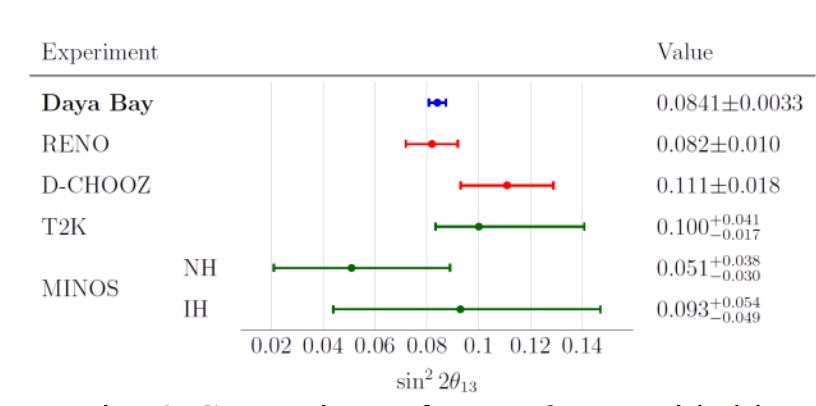 Experiment Value
Daya Bay 0.0841±0.0033
RENO 0.082±0.010
D-CHOOZ 0.111±0.018
T2K 0.100+0.041−0.017
NH 0.051+0.038−0.030
MINOS
IH 0.093+0.054−0.049
0.02 0.04 0.06 0.08 0.1 0.12 0.14
sin² 2θ₁₃